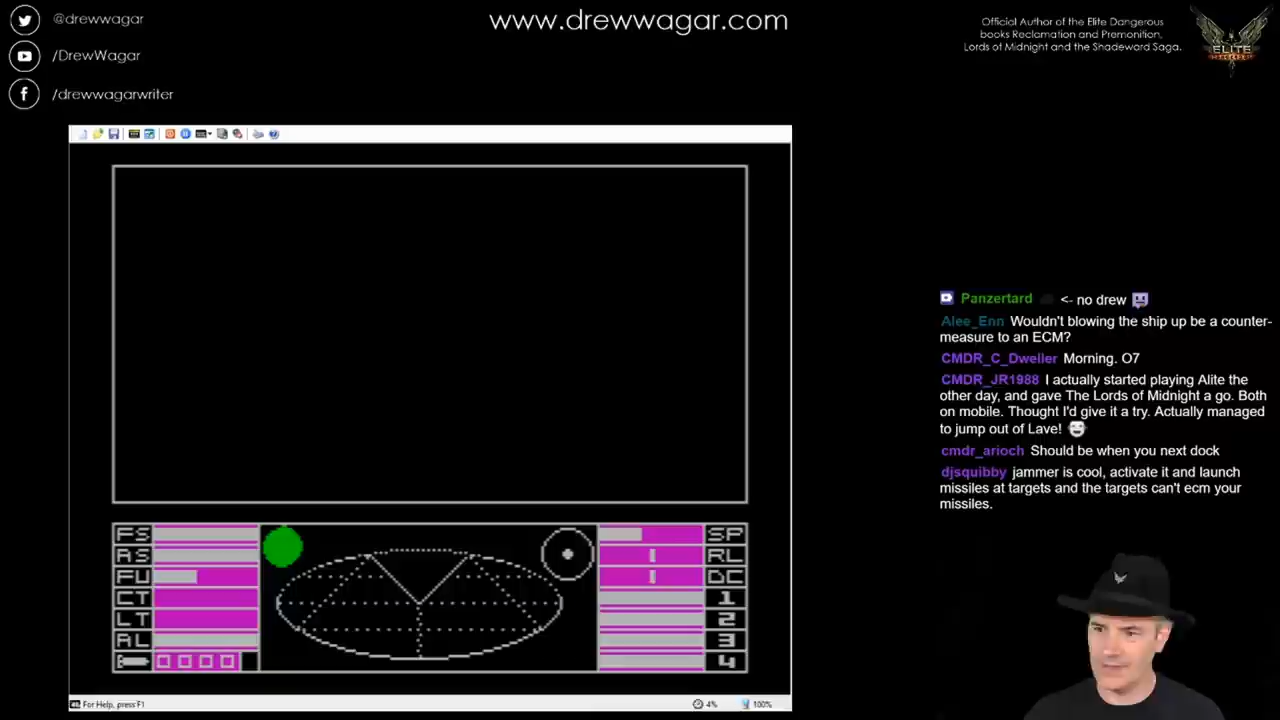 @drewwagar
/DrewWagar
/drewwagarwriter
www.drewwagar.com
Official Author of the Elite Dangerous
books Reclamation and Premonition,
Lords of Midnight and the Shadeward Saga.
ELITE
Panzertard <- no drew
Alee_Enn Wouldn't blowing the ship up be a counter-
measure to an ECM?
CMDR_C_Dweller Morning. O7
CMDR_JR1988 I actually started playing Alite the
other day, and gave The Lords of Midnight a go. Both
on mobile. Thought I'd give it a try. Actually managed
to jump out of Lave!
cmdr_arioch Should be when you next dock
djsquibby jammer is cool, activate it and launch
missiles at targets and the targets can't ecm your
missiles.
FS
AS
FU
CT
LT
AL
SP
RL
DC
1
2
3
4
For Help, press F1
4%
100%